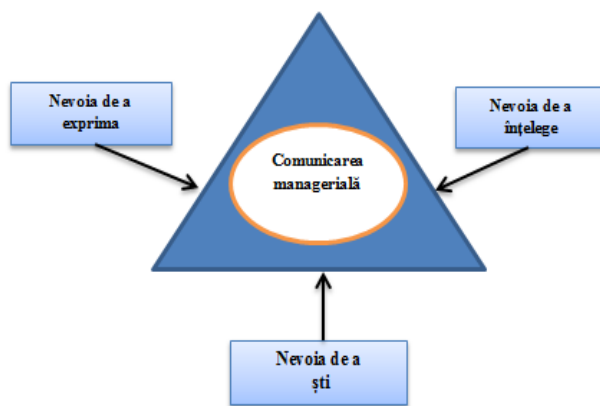 Nevoia de a
exprima
Nevoia de a
înțelege
Comunicarea
managerială
Nevoia de a
ști